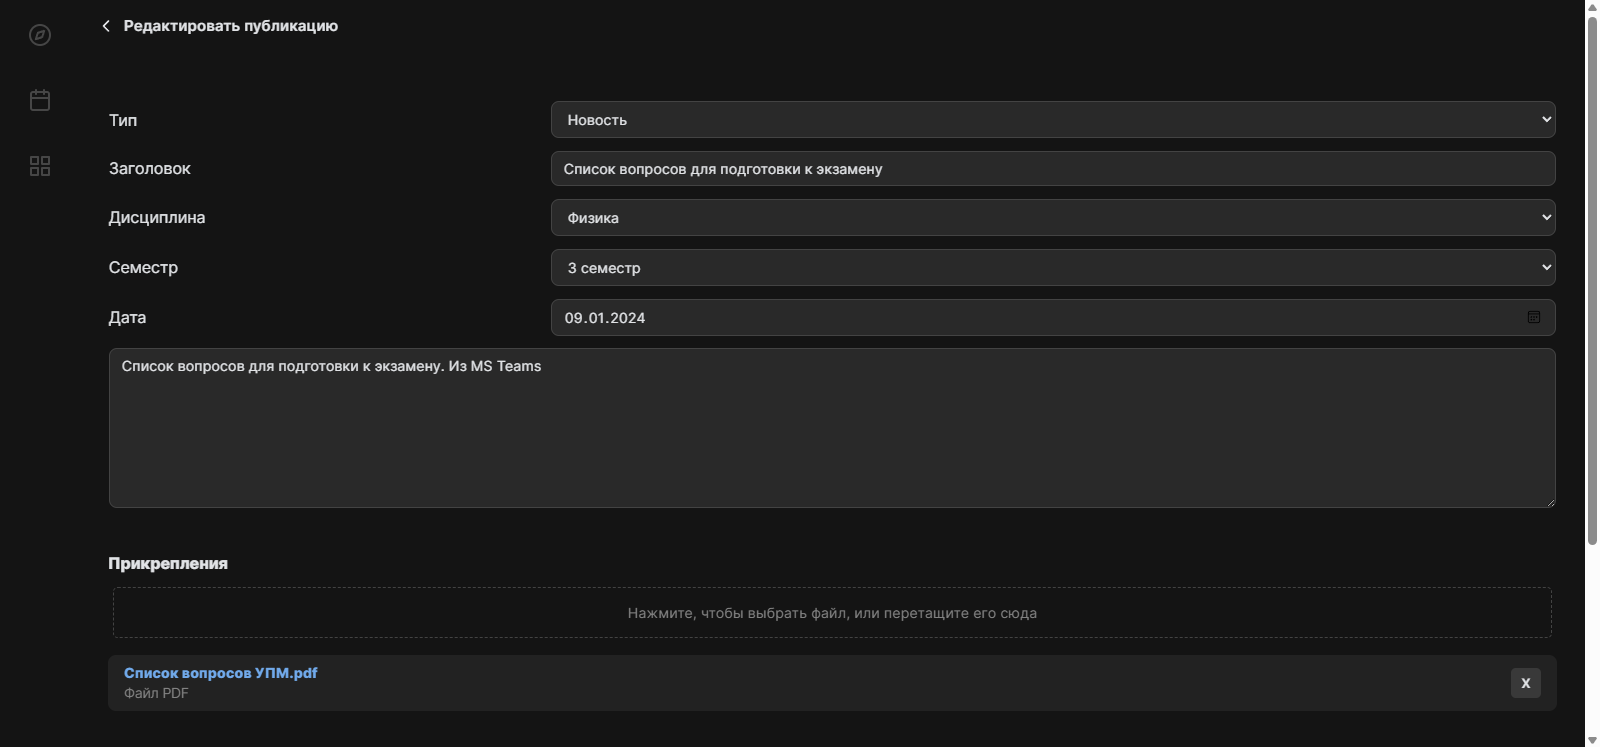 Редактировать публикацию
Тип
Новость
Заголовок
Список вопросов для подготовки к экзамену
Дисциплина
Физика
Семестр
3 семестр
Дата
09.01.2024
Список вопросов для подготовки к экзамену. Из MS Teams
Прикрепления
Нажмите, чтобы выбрать файл, или перетащите его сюда
Список вопросов УПМ.pdf
Файл PDF
X